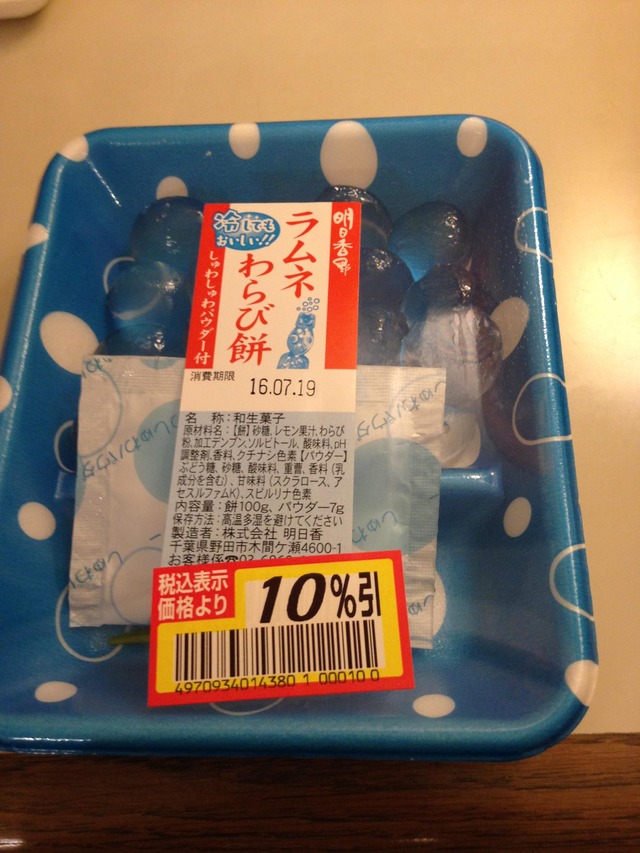 明日香野
ラムネ
わらび餅
冷しても
おいしい!!
しゅわしゅわパウダー付
消費期限
16.07.19
名　称:和生菓子
原材料名:【餅】砂糖、レモン果汁、わらび
粉、加工デンプン、ソルビトール、酸味料、pH
調整剤、香料、クチナシ色素【パウダー】
ぶどう糖、砂糖、酸味料、重曹、香料(乳
成分を含む)、甘味料(スクラロース、ア
セスルファムK)、スピルリナ色素
内容量:餅100g、パウダー7g
保存方法:高温多湿を避けてください
製造者:株式会社 明日香
千葉県野田市木間ケ瀬4600-1
お客様係☎
税込表示
価格より
10%引
4970934014380 1 00010 0